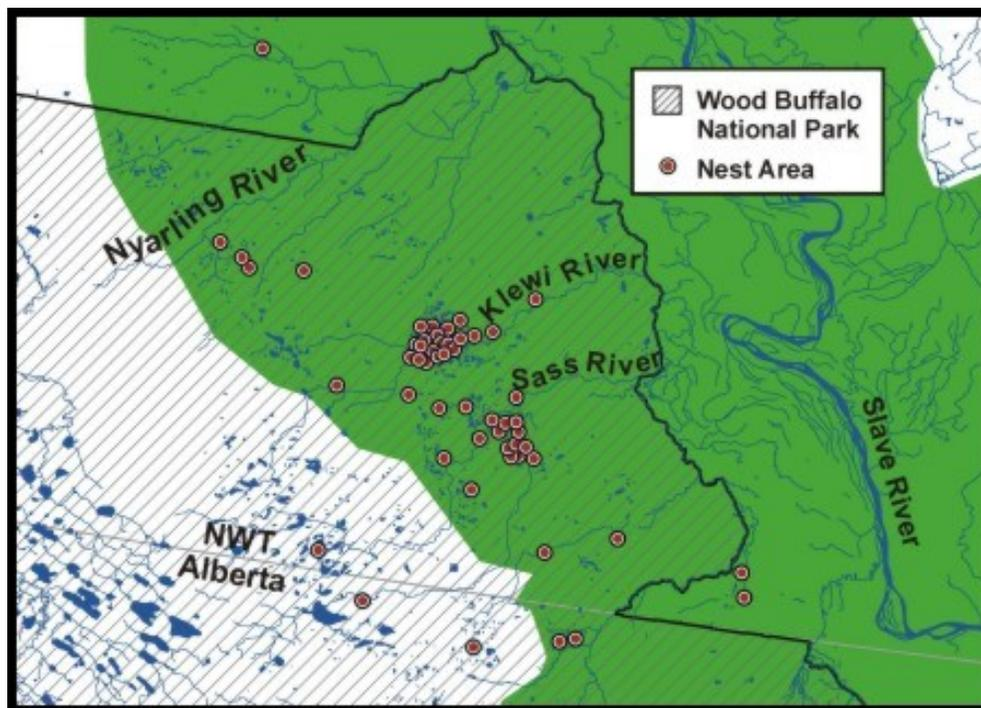 Wood Buffalo
National Park
Nest Area
Nyarling River
Klewi River
Sass River
Slave River
NWT
Alberta